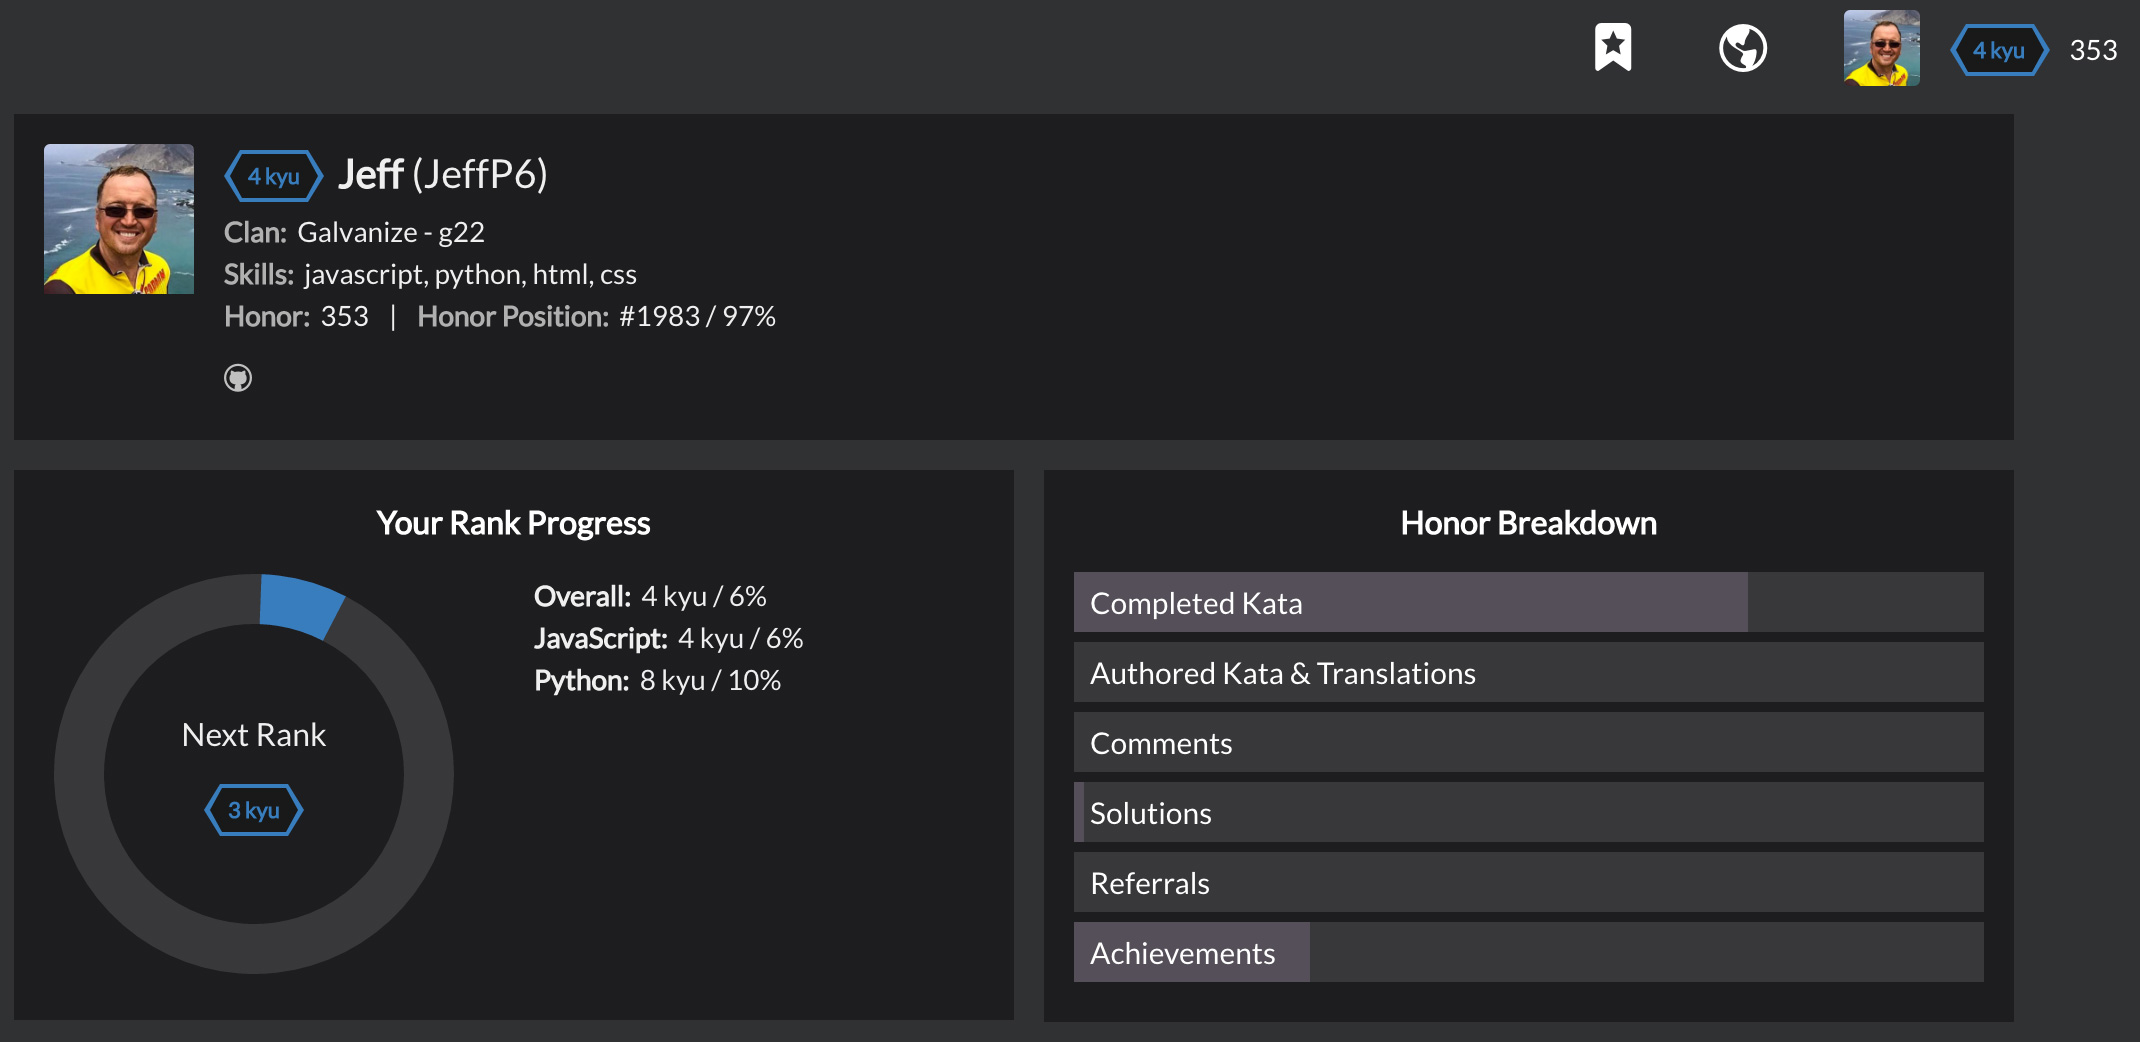 4 kyu 353
4 kyu Jeff (JeffP6)
Clan: Galvanize - g22
Skills: javascript, python, html, css
Honor: 353 | Honor Position: #1983 / 97%
Your Rank Progress
Overall: 4 kyu / 6%
JavaScript: 4 kyu / 6%
Python: 8 kyu / 10%
Next Rank
3 kyu
Honor Breakdown
Completed Kata
Authored Kata & Translations
Comments
Solutions
Referrals
Achievements